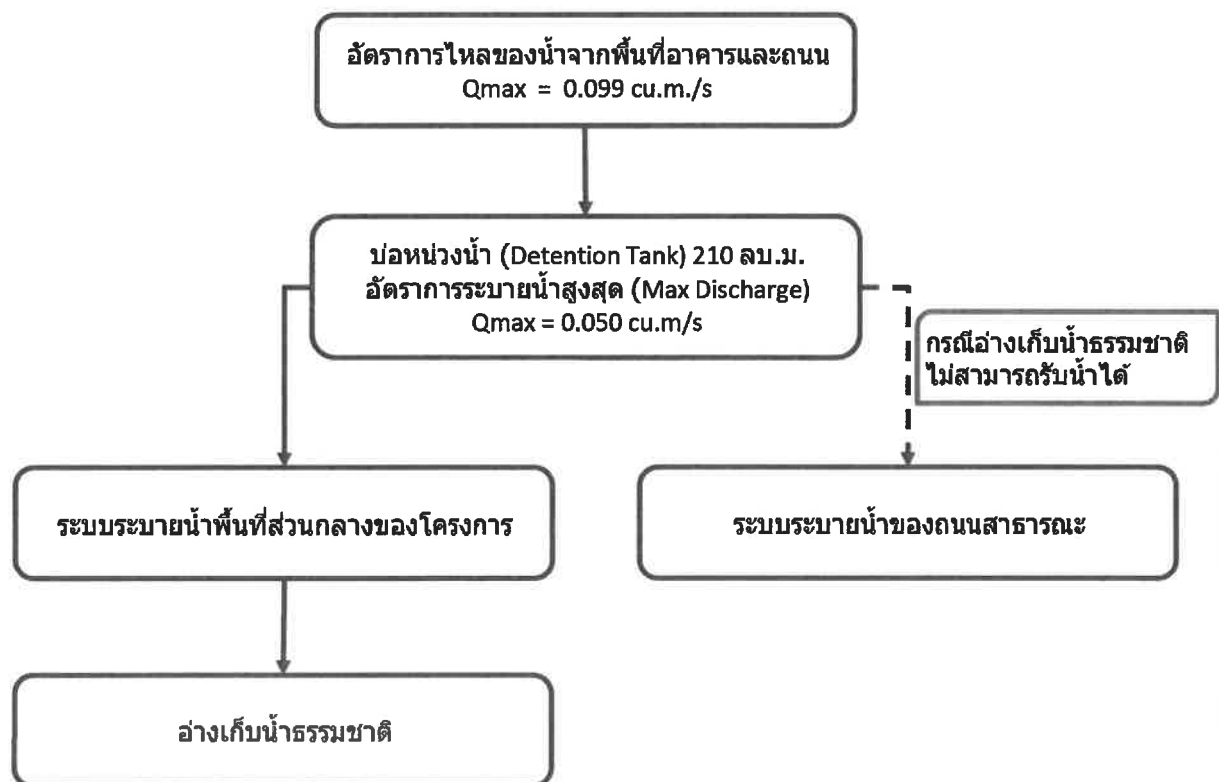 อัตราการไหลของน้ำจากพื้นที่อาคารและถนน
Qmax = 0.099 cu.m./s
บ่อหน่วงน้ำ (Detention Tank) 210 ลบ.ม.
อัตราการระบายน้ำสูงสุด (Max Discharge)
Qmax = 0.050 cu.m/s
กรณีอ่างเก็บน้ำธรรมชาติ
ไม่สามารถรับน้ำได้
ระบบระบายน้ำพื้นที่ส่วนกลางของโครงการ
ระบบระบายน้ำของถนนสาธารณะ
อ่างเก็บน้ำธรรมชาติ